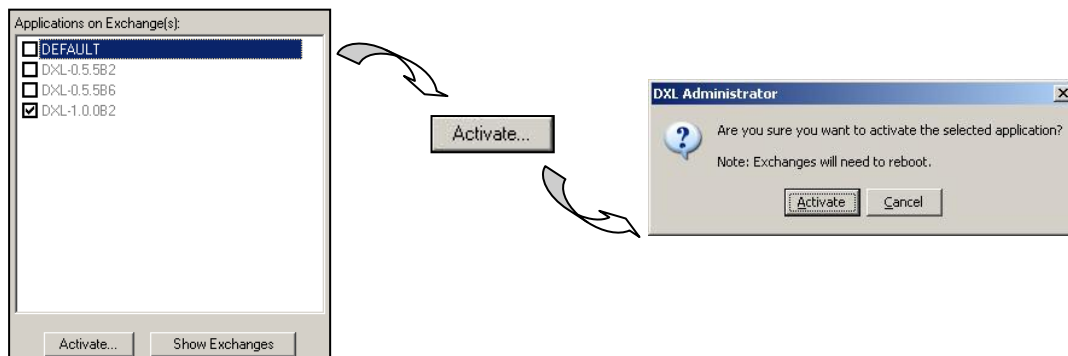 Applications on Exchange(s):
DEFAULT
DXL-0.5.5B2
DXL-0.5.5B6
DXL-1.0.0B2
Activate... Show Exchanges
Activate...
DXL Administrator
Are you sure you want to activate the selected application?
Note: Exchanges will need to reboot.
Activate Cancel